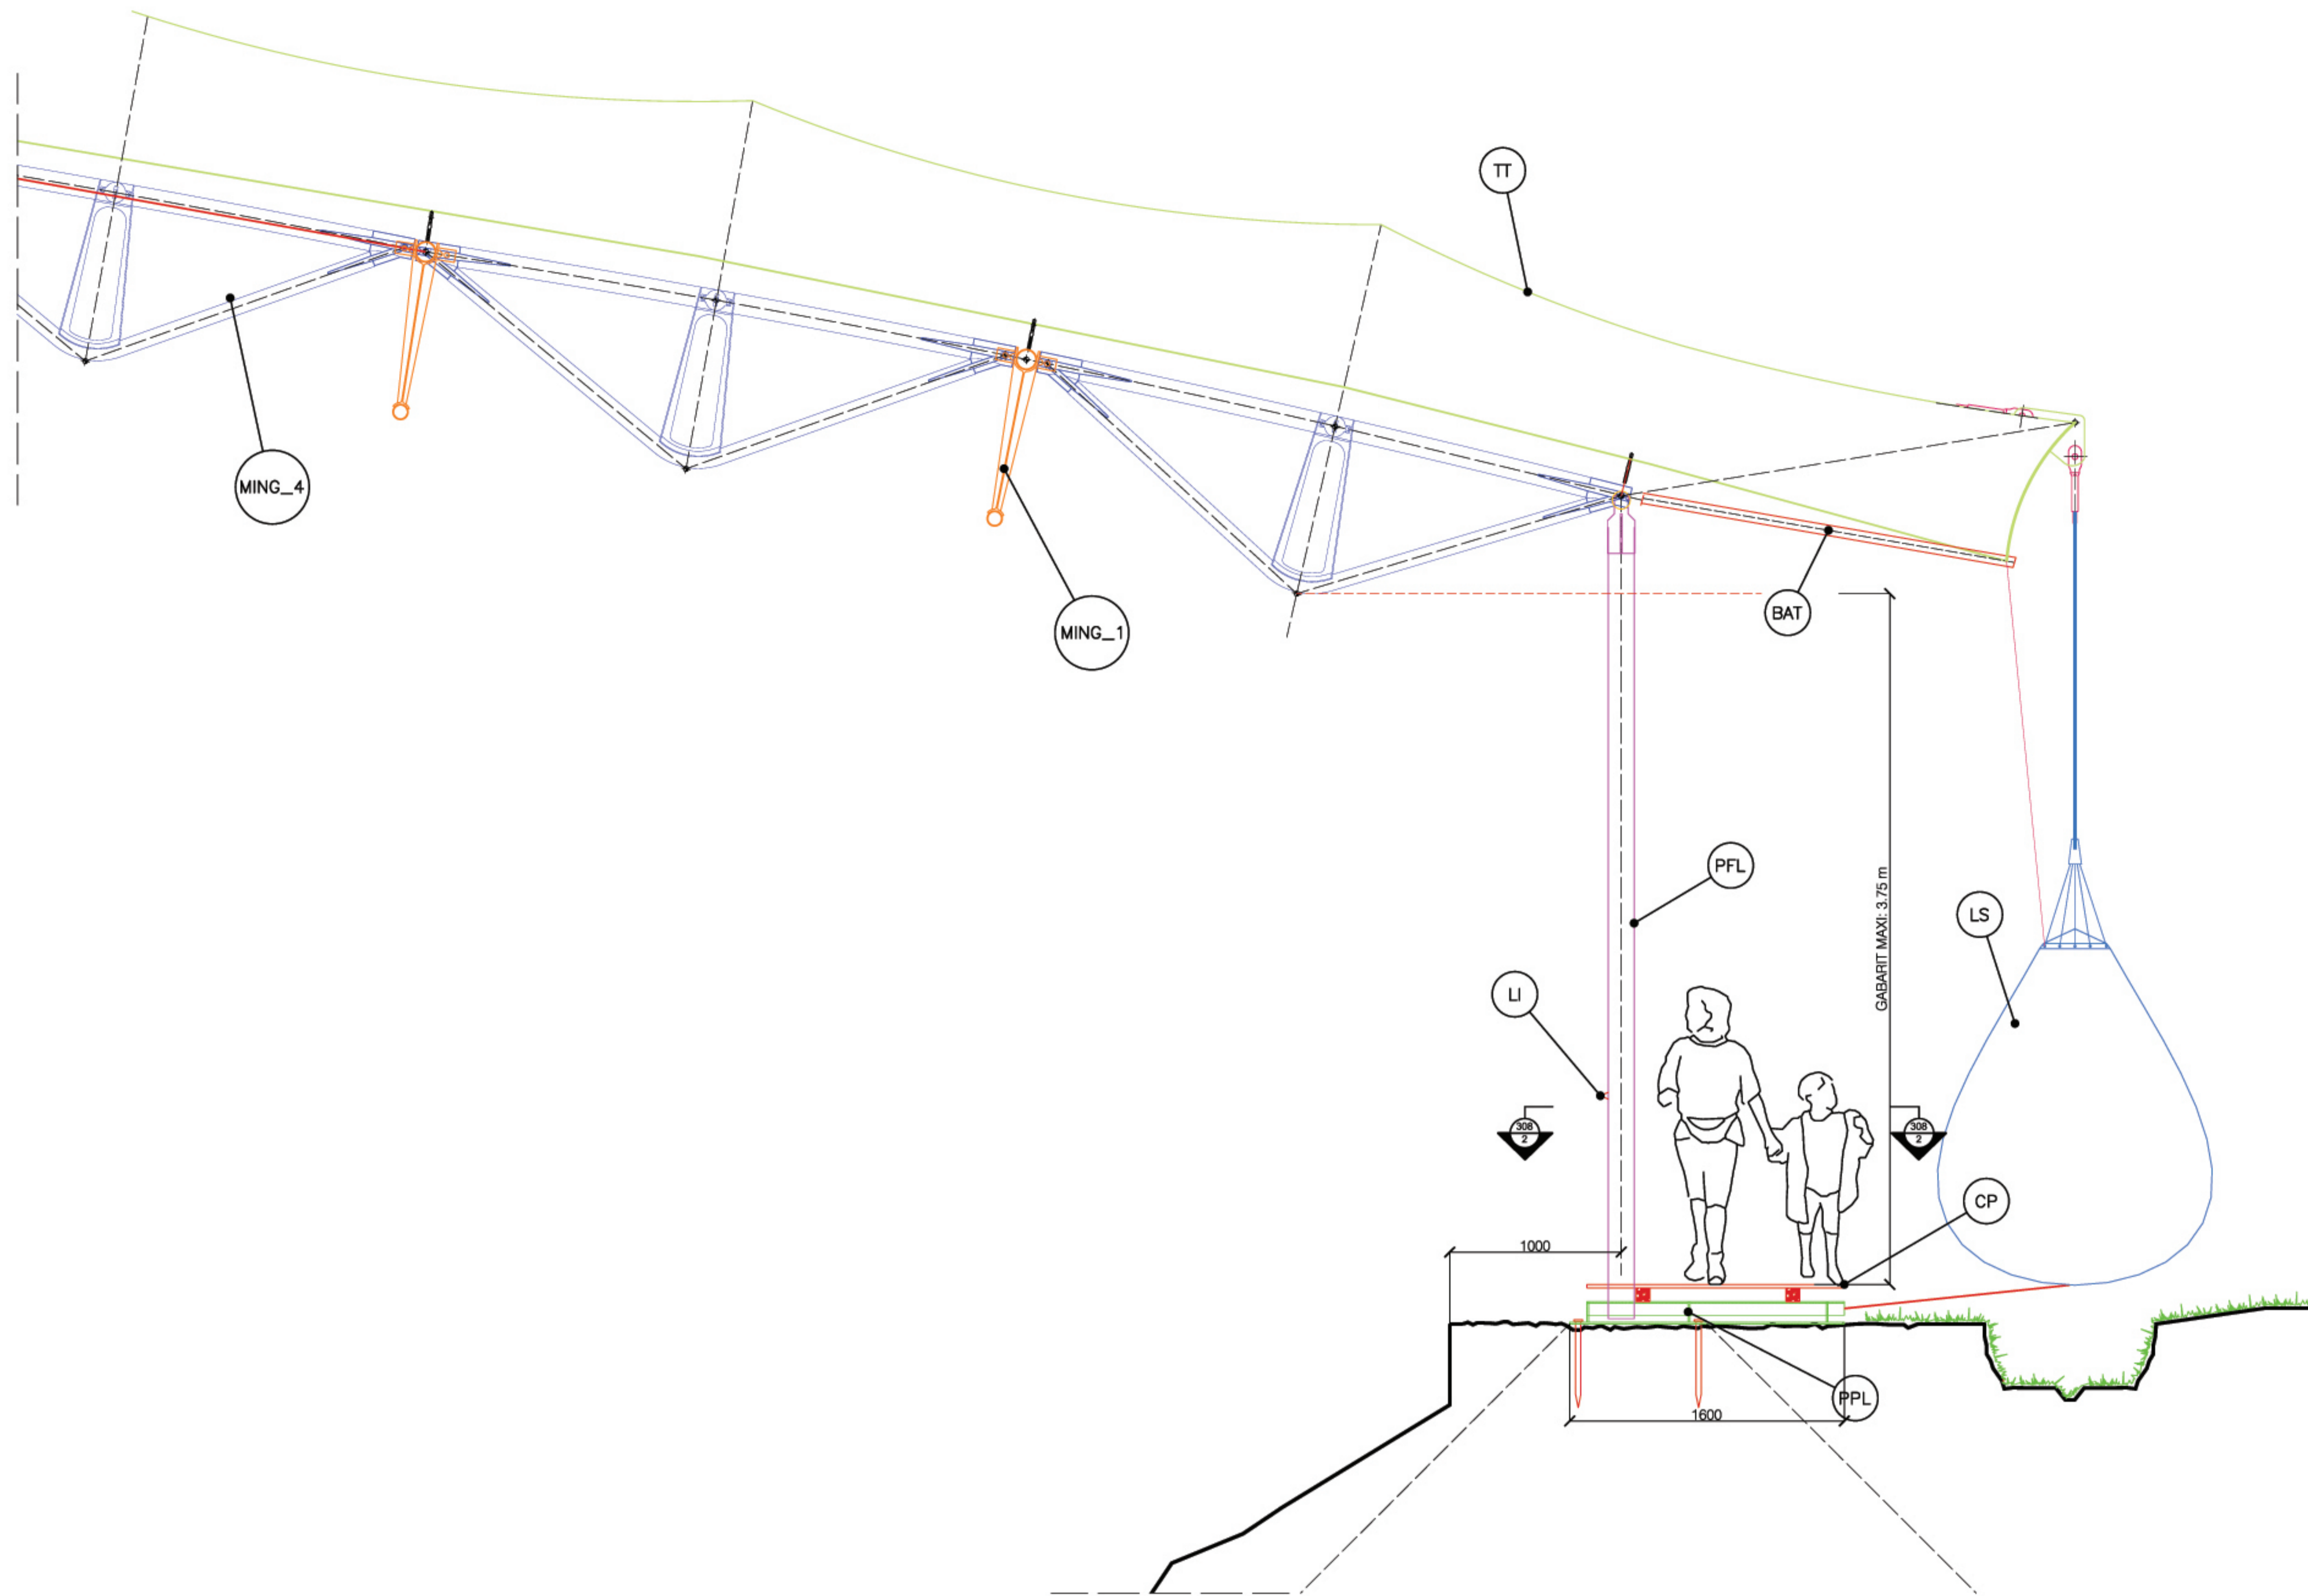 TT
MING_4
MING_1
BAT
PFL
GABARIT MAXI: 3.75 m
LS
LI
308
2
308
2
CP
1000
PPL
1600